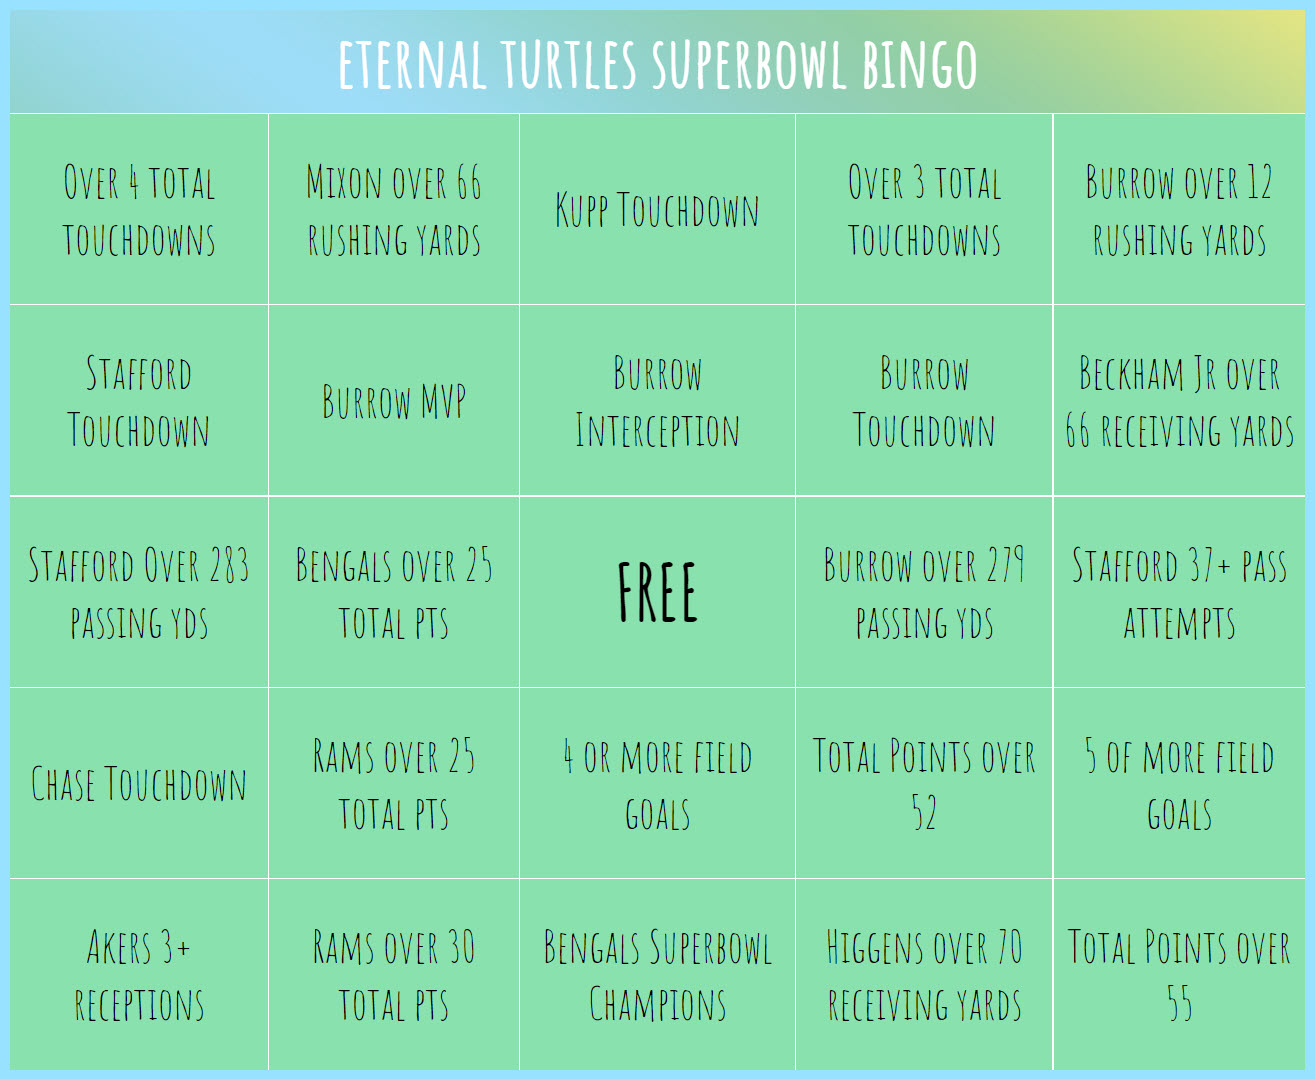 ETERNAL TURTLES SUPERBOWL BINGO
OVER 4 TOTAL
TOUCHDOWNS
MIXON OVER 66
RUSHING YARDS
KUPP TOUCHDOWN
OVER 3 TOTAL
TOUCHDOWNS
BURROW OVER 12
RUSHING YARDS
STAFFORD
TOUCHDOWN
BURROW MVP
BURROW
INTERCEPTION
BURROW
TOUCHDOWN
BECKHAM JR OVER
66 RECEIVING YARDS
STAFFORD OVER 283
PASSING YDS
BENGALS OVER 25
TOTAL PTS
FREE
BURROW OVER 279
PASSING YDS
STAFFORD 37+ PASS
ATTEMPTS
CHASE TOUCHDOWN
RAMS OVER 25
TOTAL PTS
4 OR MORE FIELD
GOALS
TOTAL POINTS OVER
52
5 OF MORE FIELD
GOALS
AKERS 3+
RECEPTIONS
RAMS OVER 30
TOTAL PTS
BENGALS SUPERBOWL
CHAMPIONS
HIGGENS OVER 70
RECEIVING YARDS
TOTAL POINTS OVER
55